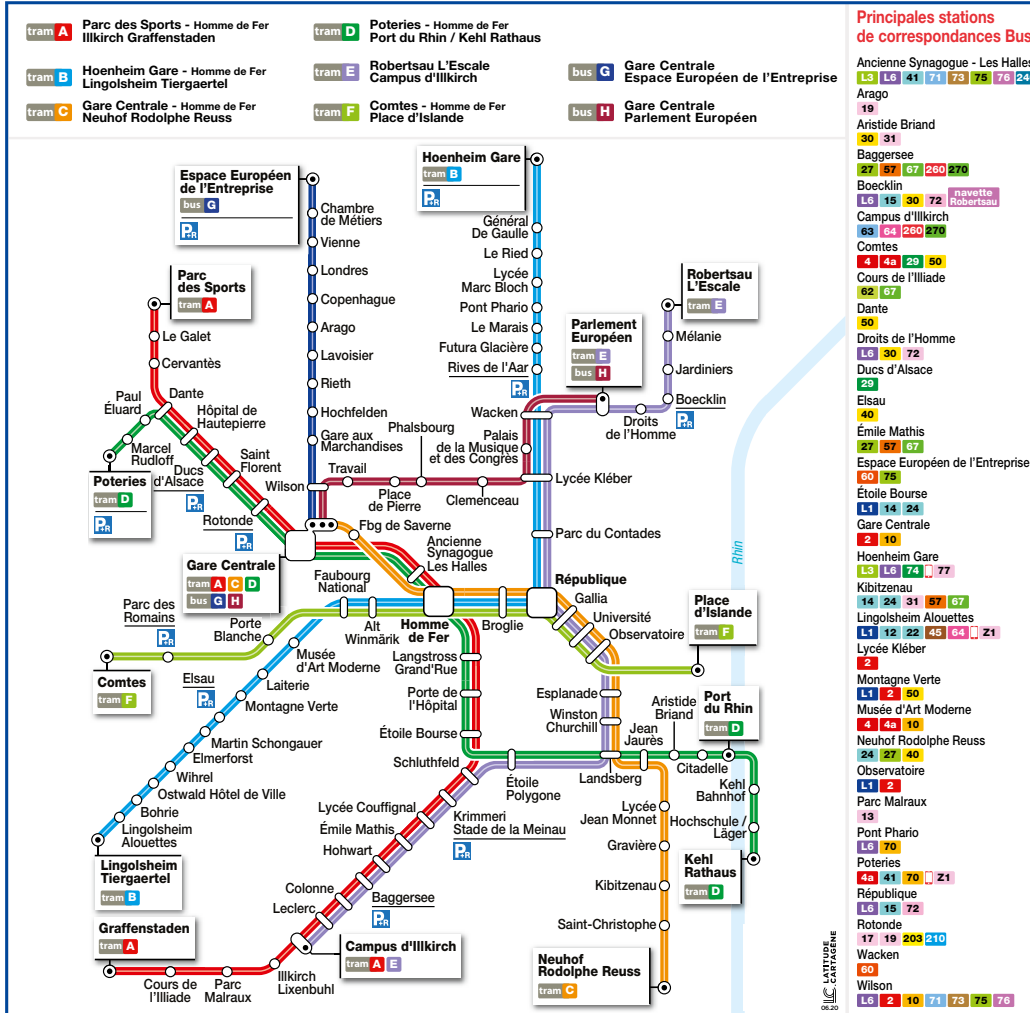 tram A Parc des Sports - Homme de Fer
Illkirch Graffenstaden
tram B Hoenheim Gare - Homme de Fer
Lingolsheim Tiergaertel
tram C Gare Centrale - Homme de Fer
Neuhof Rodolphe Reuss
tram D Poteries - Homme de Fer
Port du Rhin / Kehl Rathaus
tram E Robertsau L'Escale
Campus d'Illkirch
tram F Comtes - Homme de Fer
Place d'Islande
bus G Gare Centrale
Espace Européen de l'Entreprise
bus H Gare Centrale
Parlement Européen
Espace Européen
de l'Entreprise
bus G
P+R
Chambre
de Métiers
Vienne
Londres
Copenhague
Arago
Lavoisier
Rieth
Hochfelden
Gare aux
Marchandises
Wilson
Hoenheim Gare
tram B
P+R
Général
De Gaulle
Le Ried
Lycée
Marc Bloch
Pont Phario
Le Marais
Futura Glacière
Rives de l'Aar
P+R
Parlement
Européen
tram E
bus H
Robertsau
L'Escale
tram E
Mélanie
Jardiniers
Boecklin
P+R
Droits
de l'Homme
Wacken
Palais
de la Musique
et des Congrès
Lycée Kléber
Clemenceau
Phalsbourg
Place
de Pierre
Travail
Parc du Contades
Parc
des Sports
tram A
Le Galet
Cervantès
Dante
Paul
Éluard
Marcel
Rudloff
Poteries
tram D
P+R
Hôpital de
Hautepierre
Ducs
d'Alsace
P+R
Saint
Florent
Rotonde
P+R
Gare Centrale
tram A C D
bus G H
Fbg de Saverne
Ancienne
Synagogue
Les Halles
Faubourg
National
Alt
Winmärik
Homme
de Fer
Broglie
République
Gallia
Université
Observatoire
Place
d'Islande
tram F
Rhin
Parc des
Romains
P+R
Porte
Blanche
Comtes
tram F
Musée
d'Art Moderne
Laiterie
Montagne Verte
Elsau
P+R
Martin Schongauer
Elmerforst
Wihrel
Ostwald Hôtel de Ville
Bohrie
Lingolsheim
Alouettes
Lingolsheim
Tiergaertel
tram B
Langstross
Grand'Rue
Porte de
l'Hôpital
Étoile Bourse
Schluthfeld
Étoile
Polygone
Landsberg
Esplanade
Winston
Churchill
Jean
Jaurès
Aristide
Briand
Citadelle
Port
du Rhin
tram D
Kehl
Bahnhof
Hochschule /
Läger
Kehl
Rathaus
tram D
Lycée
Jean Monnet
Gravière
Kibitzenau
Saint-Christophe
Neuhof
Rodolphe Reuss
tram C
Krimmeri
Stade de la Meinau
P+R
Lycée Couffignal
Émile Mathis
Hohwart
Baggersee
P+R
Colonne
Leclerc
Campus d'Illkirch
tram A E
Illkirch
Lixenbuhl
Parc
Malraux
Cours de
l'Illiade
Graffenstaden
tram A
LATITUDE
CARTAGÈNE
06.20
Principales stations
de correspondances Bus
Ancienne Synagogue - Les Halles
L3 L6 41 71 73 75 76 24
Arago
19
Aristide Briand
30 31
Baggersee
27 57 67 260 270
Boecklin
L6 15 30 72 navette Robertsau
Campus d'Illkirch
63 64 260 270
Comtes
4 4a 29 50
Cours de l'Illiade
62 67
Dante
50
Droits de l'Homme
L6 30 72
Ducs d'Alsace
29
Elsau
40
Émile Mathis
27 57 67
Espace Européen de l'Entreprise
60 75
Étoile Bourse
L1 14 24
Gare Centrale
2 10
Hoenheim Gare
L3 L6 74 77
Kibitzenau
14 24 31 57 67
Lingolsheim Alouettes
L1 12 22 45 64 Z1
Lycée Kléber
2
Montagne Verte
L1 2 50
Musée d'Art Moderne
4 4a 10
Neuhof Rodolphe Reuss
24 27 40
Observatoire
L1 2
Parc Malraux
13
Pont Phario
L6 70
Poteries
4a 41 70 Z1
République
L6 15 72
Rotonde
17 19 203 210
Wacken
60
Wilson
L6 2 10 71 73 75 76